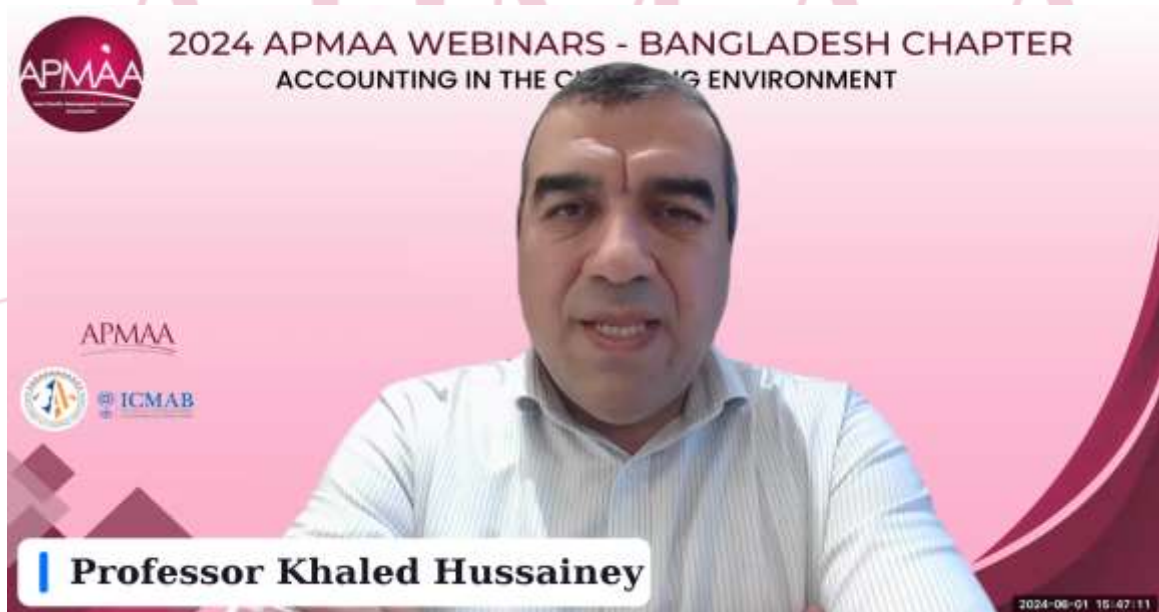 2024 APMAA WEBINARS - BANGLADESH CHAPTER
APMAA
ACCOUNTING IN THE C NG ENVIRONMENT
APMAA
ICMAB
Professor Khaled Hussainey
2024-06-01 15:47:11